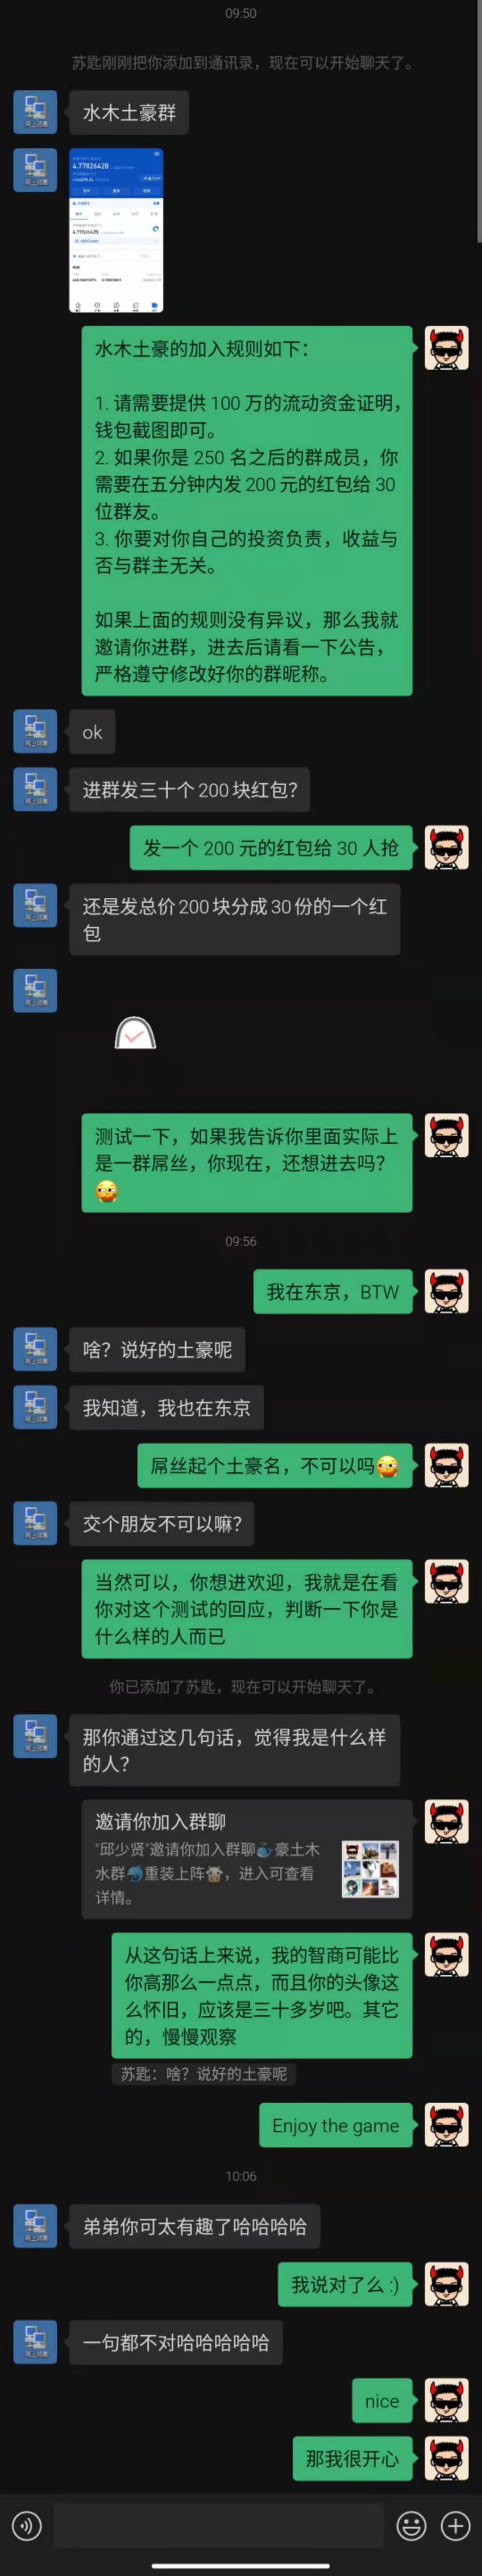 09:50
苏匙刚刚把你添加到通讯录，现在可以开始聊天了。
水木土豪群
4.77826428
4.77826428
水木土豪的加入规则如下：
1. 请需要提供 100 万的流动资金证明，
钱包截图即可。
2. 如果你是 250 名之后的群成员，你
需要在五分钟内发 200 元的红包给 30
位群友。
3. 你要对你自己的投资负责，收益与
否与群主无关。
如果上面的规则没有异议，那么我就
邀请你进群，进去后请看一下公告，
严格遵守修改好你的群昵称。
ok
进群发三十个 200 块红包？
发一个 200 元的红包给 30 人抢
还是发总价 200 块分成 30 份的一个红
包
测试一下，如果我告诉你里面实际上
是一群屌丝，你现在，还想进去吗？
09:56
我在东京，BTW
啥？说好的土豪呢
我知道，我也在东京
屌丝起个土豪名，不可以吗
交个朋友不可以嘛？
当然可以，你想进欢迎，我就是在看
你对这个测试的回应，判断一下你是
什么样的人而已
你已添加了苏匙，现在可以开始聊天了。
那你通过这几句话，觉得我是什么样
的人？
邀请你加入群聊
"邱少贤"邀请你加入群聊🐳豪土木
水群🐬重装上阵🐮，进入可查看
详情。
从这句话上来说，我的智商可能比
你高那么一点点，而且你的头像这
么怀旧，应该是三十多岁吧。其它
的，慢慢观察
苏匙：啥？说好的土豪呢
Enjoy the game
10:06
弟弟你可太有趣了哈哈哈哈
我说对了么 :)
一句都不对哈哈哈哈哈
nice
那我很开心